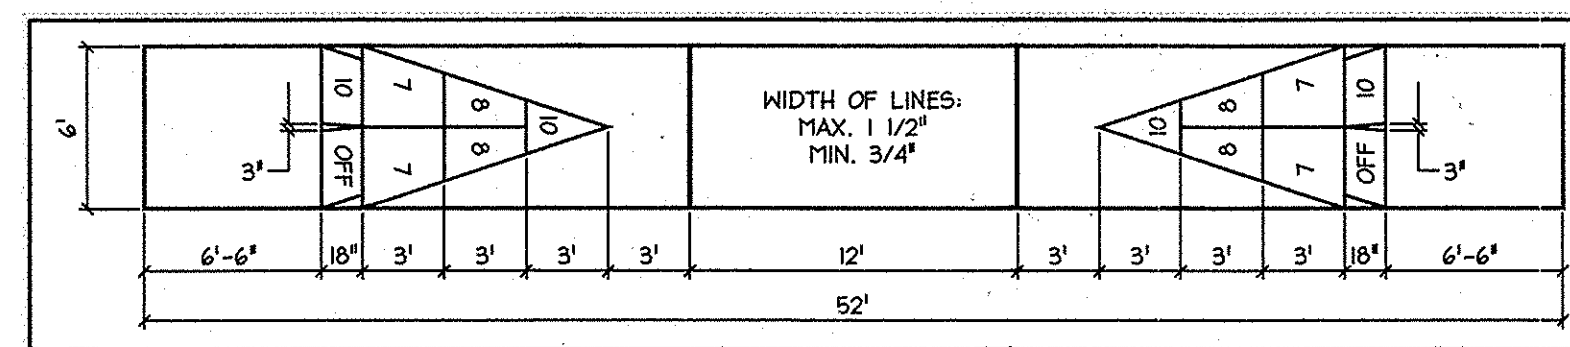 6'
3"
10
OFF
7
7
8
8
10
WIDTH OF LINES:
MAX. 1 1/2"
MIN. 3/4"
10
8
8
7
7
10
OFF
3"
6'-6" 18" 3' 3' 3' 3' 12' 3' 3' 3' 3' 18" 6'-6"
52'